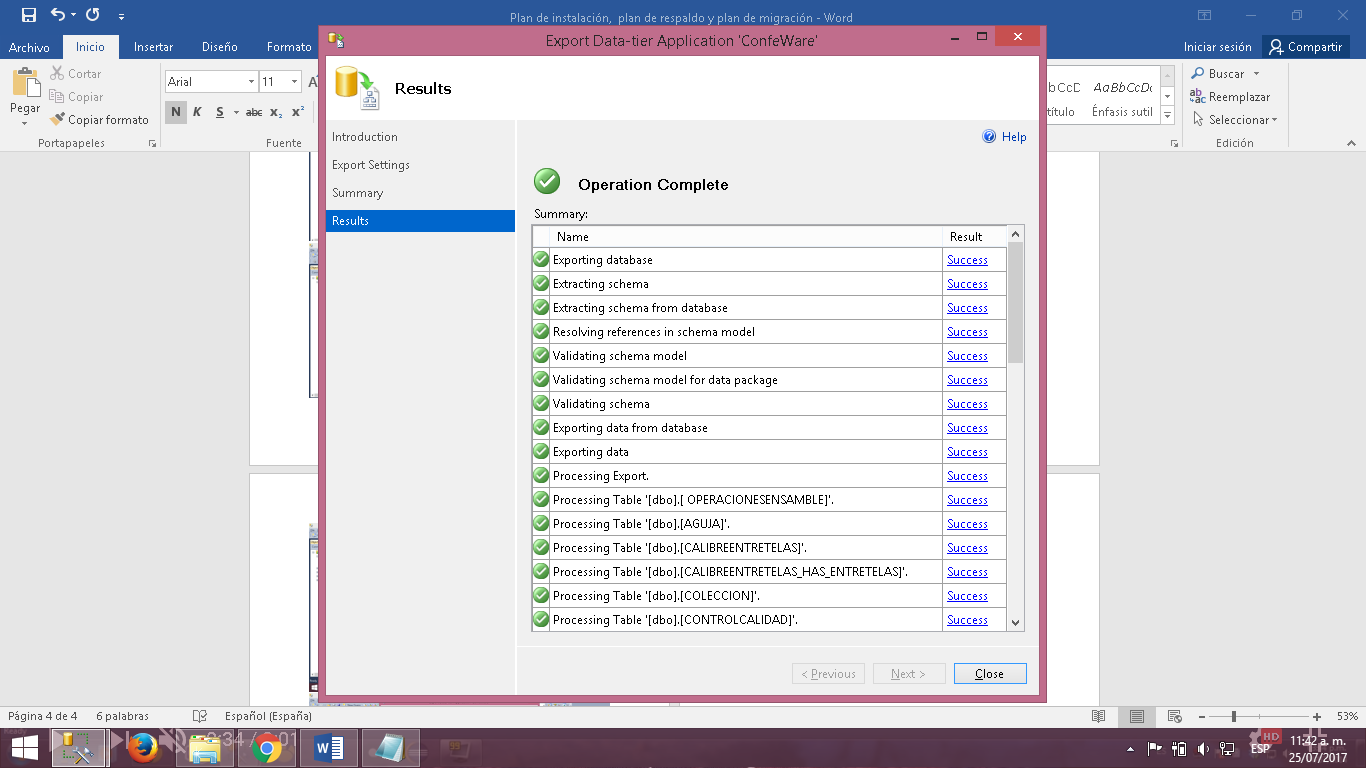 Plan de instalación, plan de respaldo y plan de migración - Word
Archivo
Inicio
Insertar
Diseño
Formato
Iniciar sesión
Compartir
Pegar
Cortar
Copiar
Copiar formato
Portapapeles
Arial
11
N K S abc x₂ x²
Fuente
AaBbCcDc
Énfasis sutil
Buscar
Reemplazar
Seleccionar
Edición
Export Data-tier Application 'ConfeWare'
Results
Introduction
Export Settings
Summary
Results
Help
Operation Complete
Summary:
Name Result
Exporting database Success
Extracting schema Success
Extracting schema from database Success
Resolving references in schema model Success
Validating schema model Success
Validating schema model for data package Success
Validating schema Success
Exporting data from database Success
Exporting data Success
Processing Export. Success
Processing Table '[dbo].[ OPERACIONESENSAMBLE]'. Success
Processing Table '[dbo].[AGUJA]'. Success
Processing Table '[dbo].[CALIBREENTRETELAS]'. Success
Processing Table '[dbo].[CALIBREENTRETELAS_HAS_ENTRETELAS]'. Success
Processing Table '[dbo].[COLECCION]'. Success
Processing Table '[dbo].[CONTROLCALIDAD]'. Success
< Previous
Next >
Close
Página 4 de 4
6 palabras
Español (España)
53%
Ready
HD
ESP
11:42 a. m.
25/07/2017